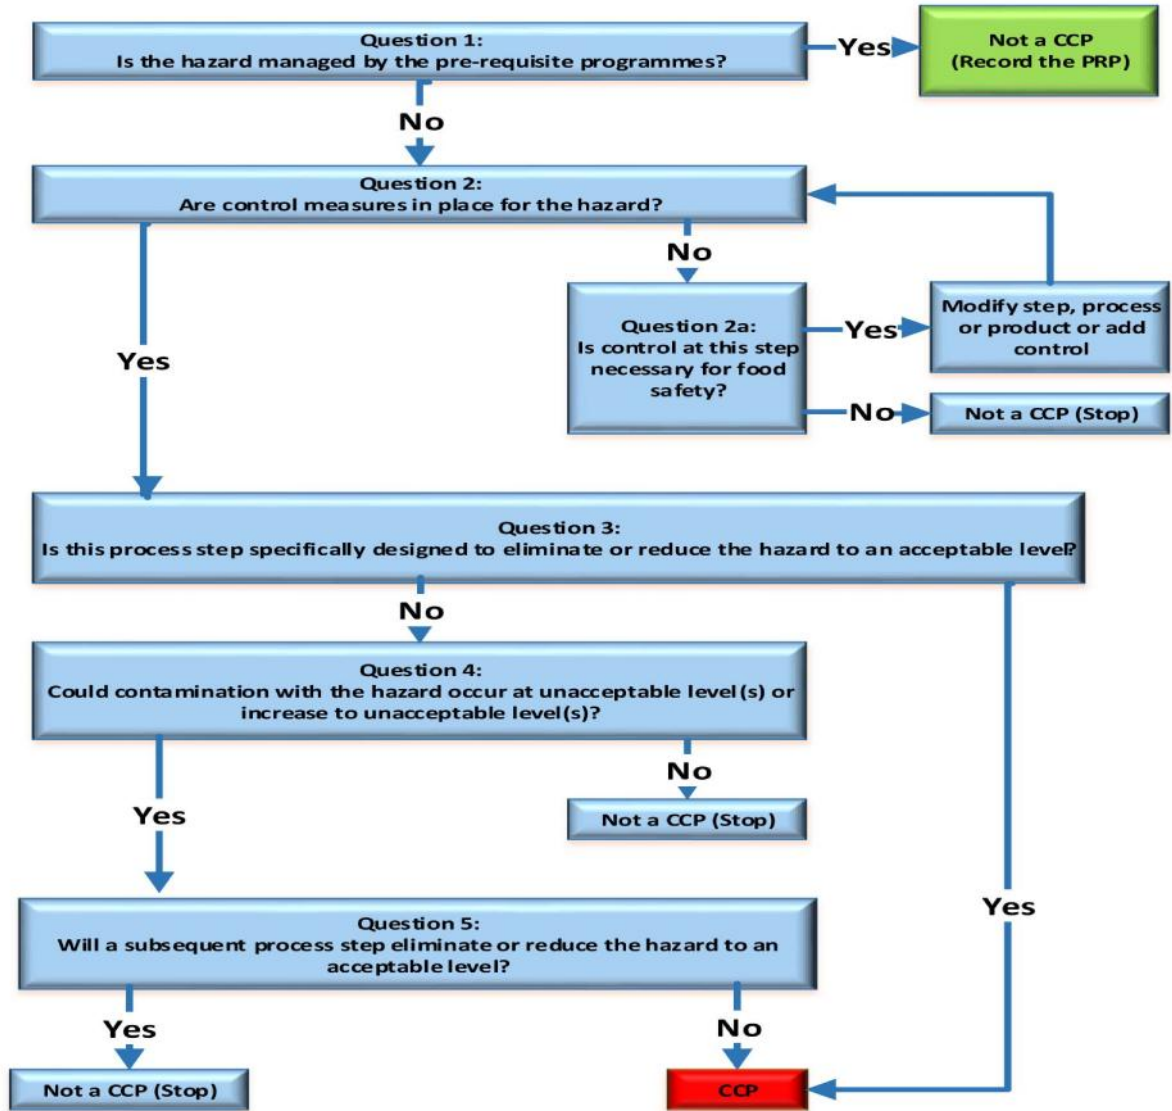 Question 1:
Is the hazard managed by the pre-requisite programmes?
Yes
Not a CCP
(Record the PRP)
No
Question 2:
Are control measures in place for the hazard?
No
Yes
Question 2a:
Is control at this step
necessary for food
safety?
Yes
Modify step, process
or product or add
control
No
Not a CCP (Stop)
Question 3:
Is this process step specifically designed to eliminate or reduce the hazard to an acceptable level?
No
Question 4:
Could contamination with the hazard occur at unacceptable level(s) or
increase to unacceptable level(s)?
No
Not a CCP (Stop)
Yes
Yes
Question 5:
Will a subsequent process step eliminate or reduce the hazard to an
acceptable level?
Yes
Not a CCP (Stop)
No
CCP